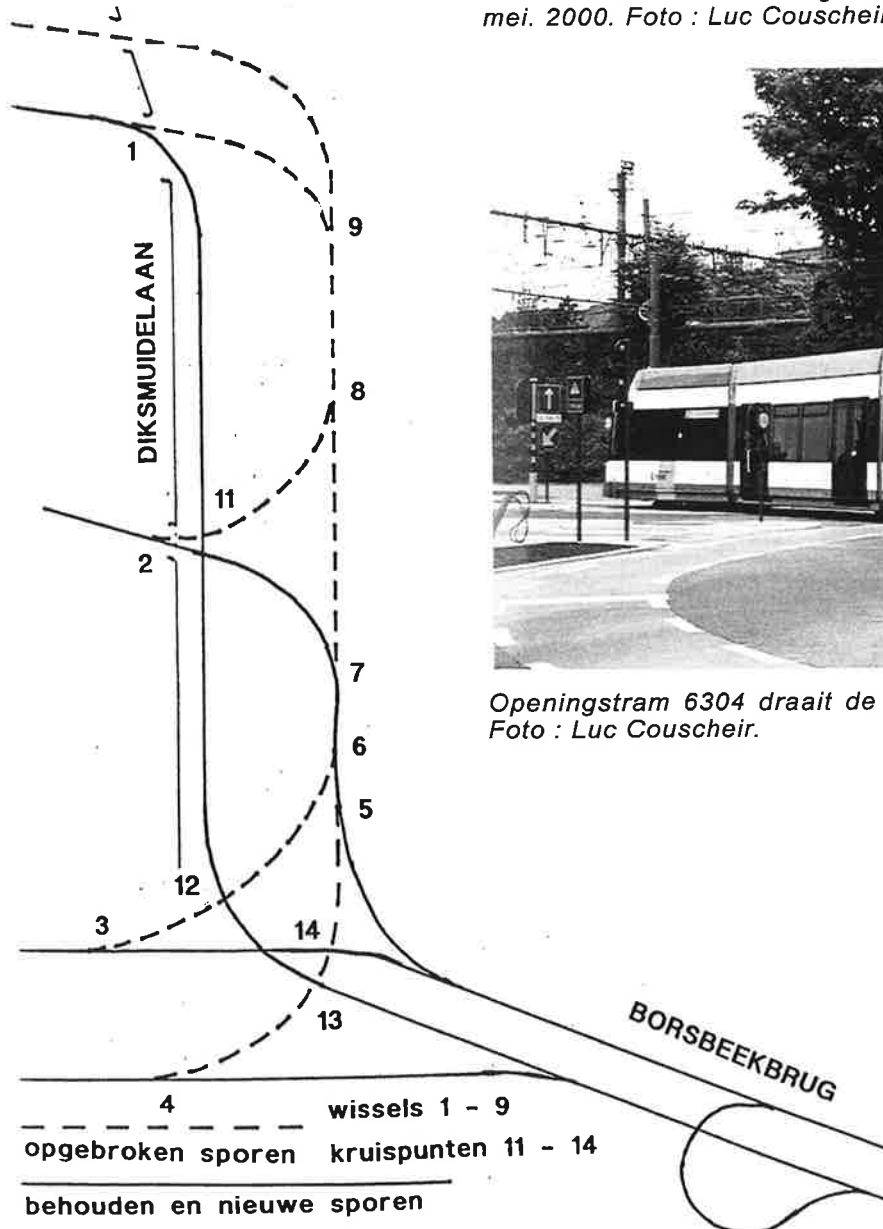 mei. 2000. Foto : Luc Couscheir
1
9
DIKSMUIDELAAN
8
11
2
7
6
5
12
3
14
13
BORSBEEKBRUG
4
wissels 1 - 9
opgebroken sporen kruispunten 11 - 14
behouden en nieuwe sporen
Openingstram 6304 draait de
Foto : Luc Couscheir.